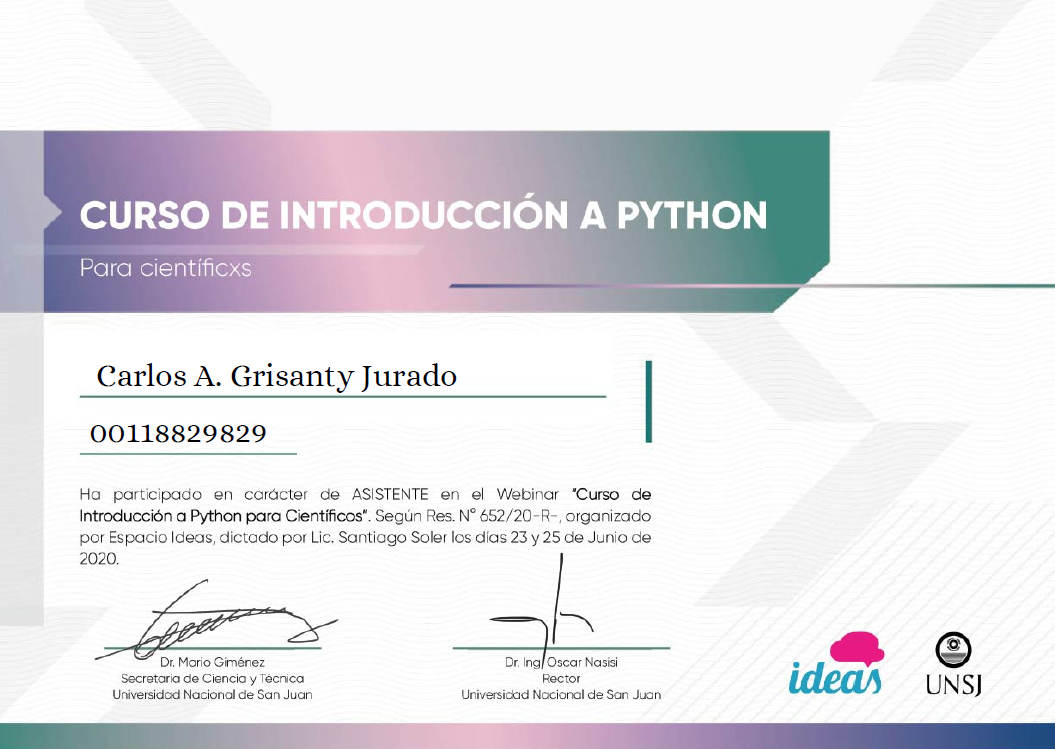 CURSO DE INTRODUCCIÓN A PYTHON
Para científicxs
Carlos A. Grisanty Jurado
00118829829
Ha participado en carácter de ASISTENTE en el Webinar "Curso de
Introducción a Python para Científicos". Según Res. N° 652/20-R-, organizado
por Espacio Ideas, dictado por Lic. Santiago Soler los días 23 y 25 de Junio de
2020.
Dr. Mario Giménez
Secretaria de Ciencia y Técnica
Universidad Nacional de San Juan
Dr. Ing. Oscar Nasisi
Rector
Universidad Nacional de San Juan
ideas
UNSJ